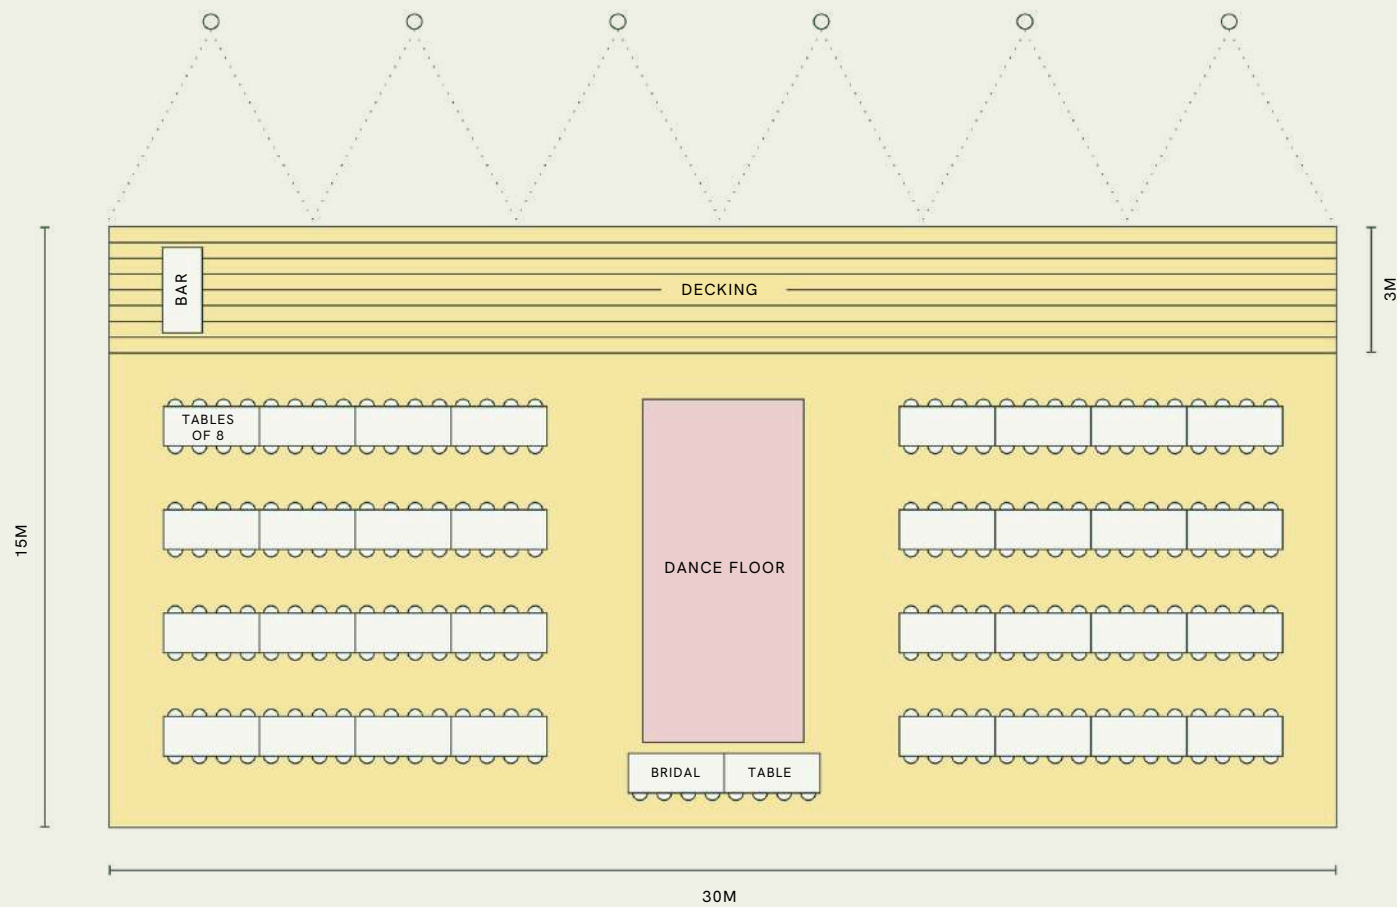 BAR
DECKING
3M
TABLES
OF 8
15M
DANCE FLOOR
BRIDAL TABLE
30M